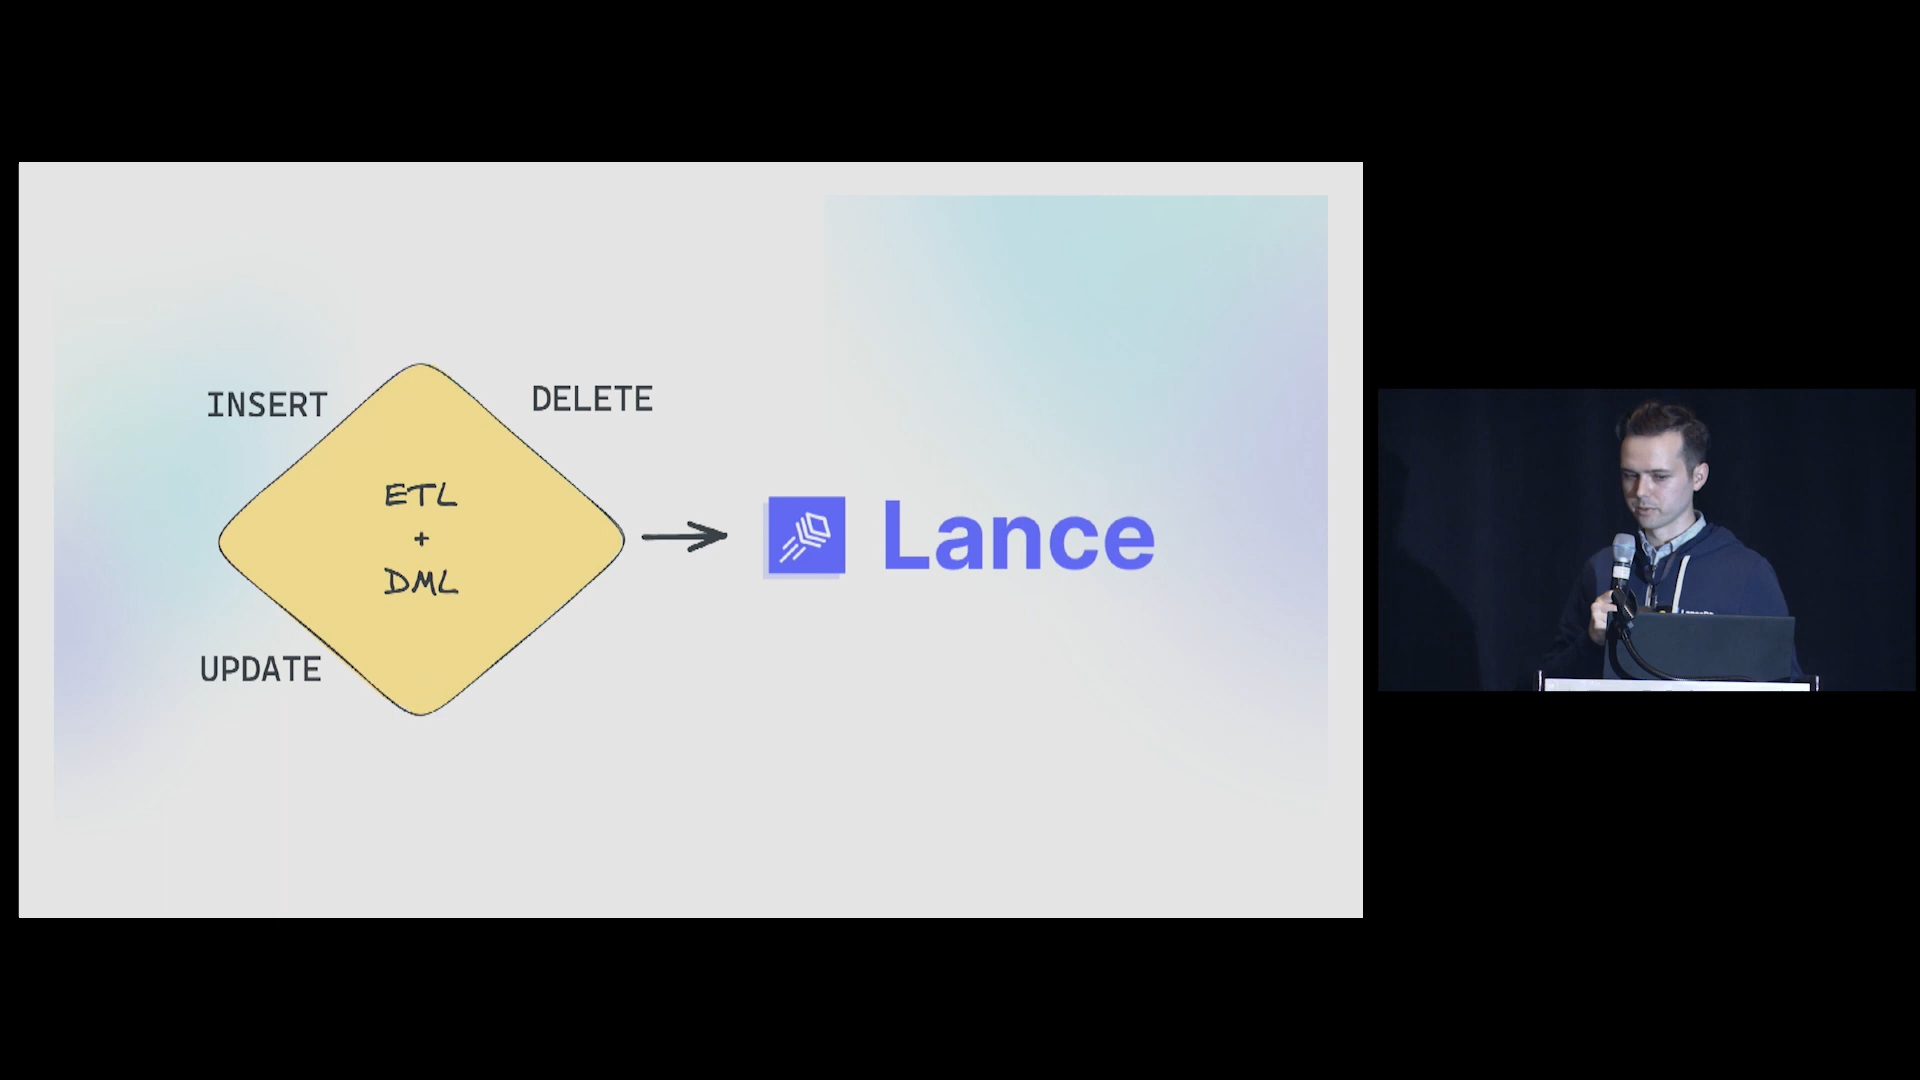 INSERT
DELETE
ETL
+
DML
UPDATE
Lance